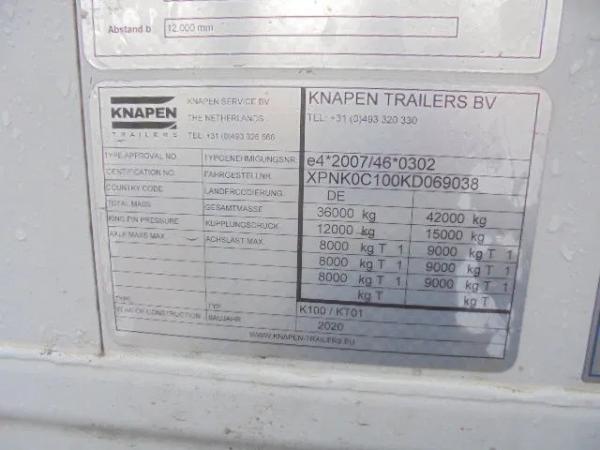 Abstand b 12.000 mm
KNAPEN
TRAILERS
KNAPEN SERVICE BV
THE NETHERLANDS
TEL: +31 (0)493 326 566
KNAPEN TRAILERS BV
TEL: +31 (0)493 320 330
TYPE APPROVAL NO. TYPGENEHMIGUNGSNR. e4*2007/46*0302
CERTIFICATION NO. FAHRGESTELLNR. XPNK0C100KD069038
COUNTRY CODE LÄNDERCODIERUNG. DE
TOTAL MASS GESAMTMASSE 36000 kg 42000 kg
KING PIN PRESSURE KUPPLUNGSDRUCK 12000 kg 15000 kg
AXLE MASS MAX. ACHSLAST MAX. 8000 kg T 1 9000 kg T 1
8000 kg T 1 9000 kg T 1
8000 kg T 1 9000 kg T 1
kg T kg T
TYPE TYP K100 / KT01
YEAR OF CONSTRUCTION BAUJAHR 2020
WWW.KNAPEN-TRAILERS.EU